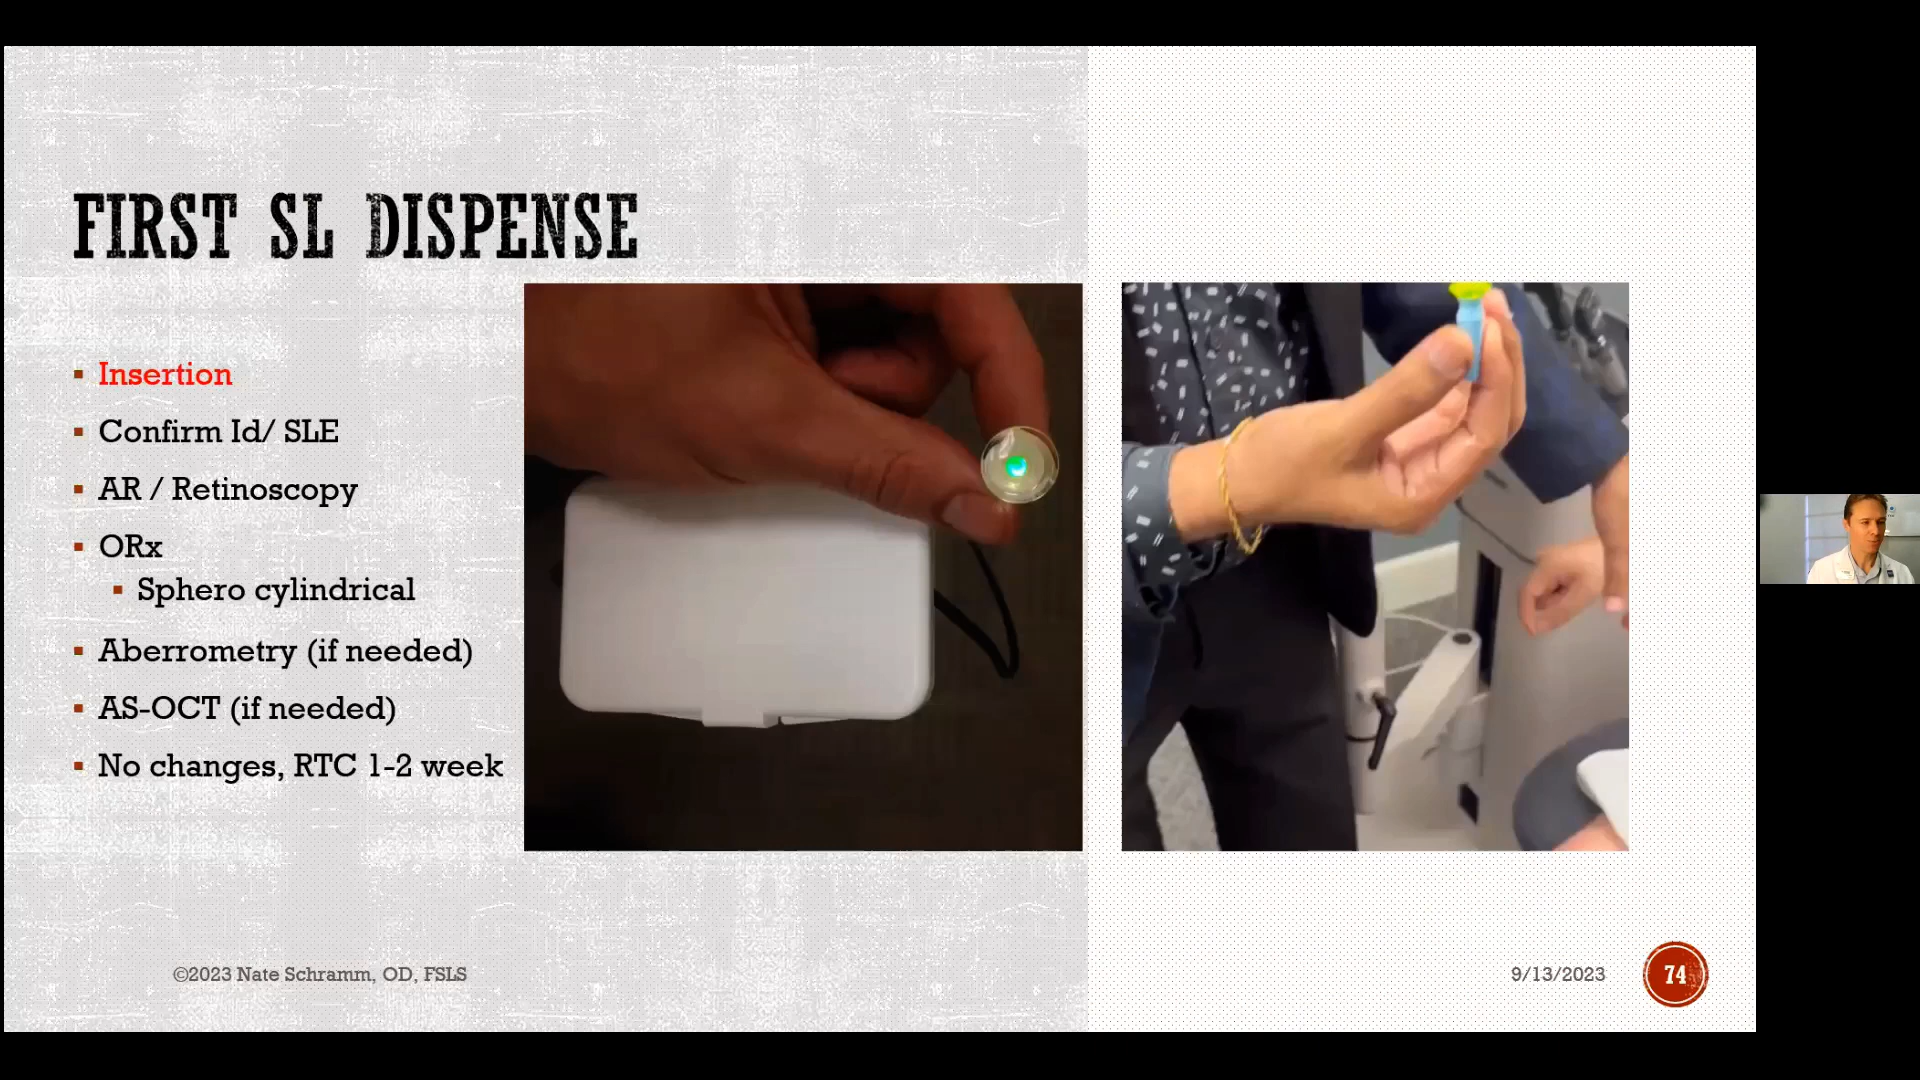 FIRST SL DISPENSE
Insertion
Confirm Id/ SLE
AR / Retinoscopy
ORx
Sphero cylindrical
Aberrometry (if needed)
AS-OCT (if needed)
No changes, RTC 1-2 week
©2023 Nate Schramm, OD, FSLS
9/13/2023
74